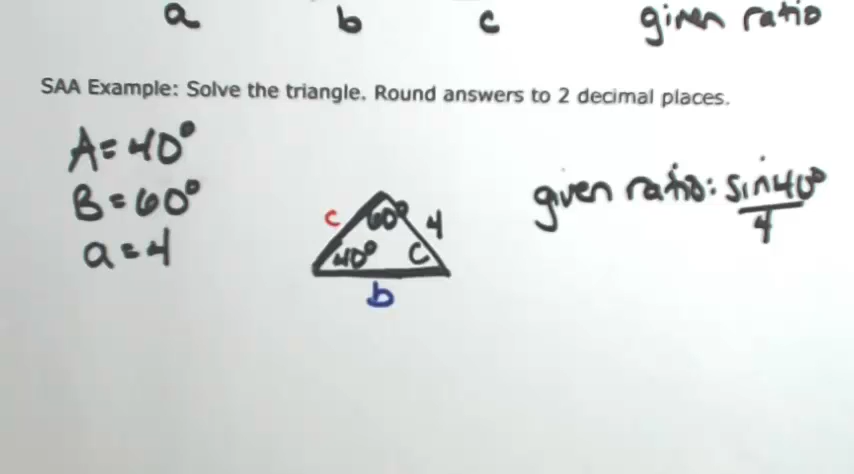 a b c given ratio
SAA Example: Solve the triangle. Round answers to 2 decimal places.
A=40°
B=60°
a=4
c 60° 4
40° C
b
given ratio: sin40°
4